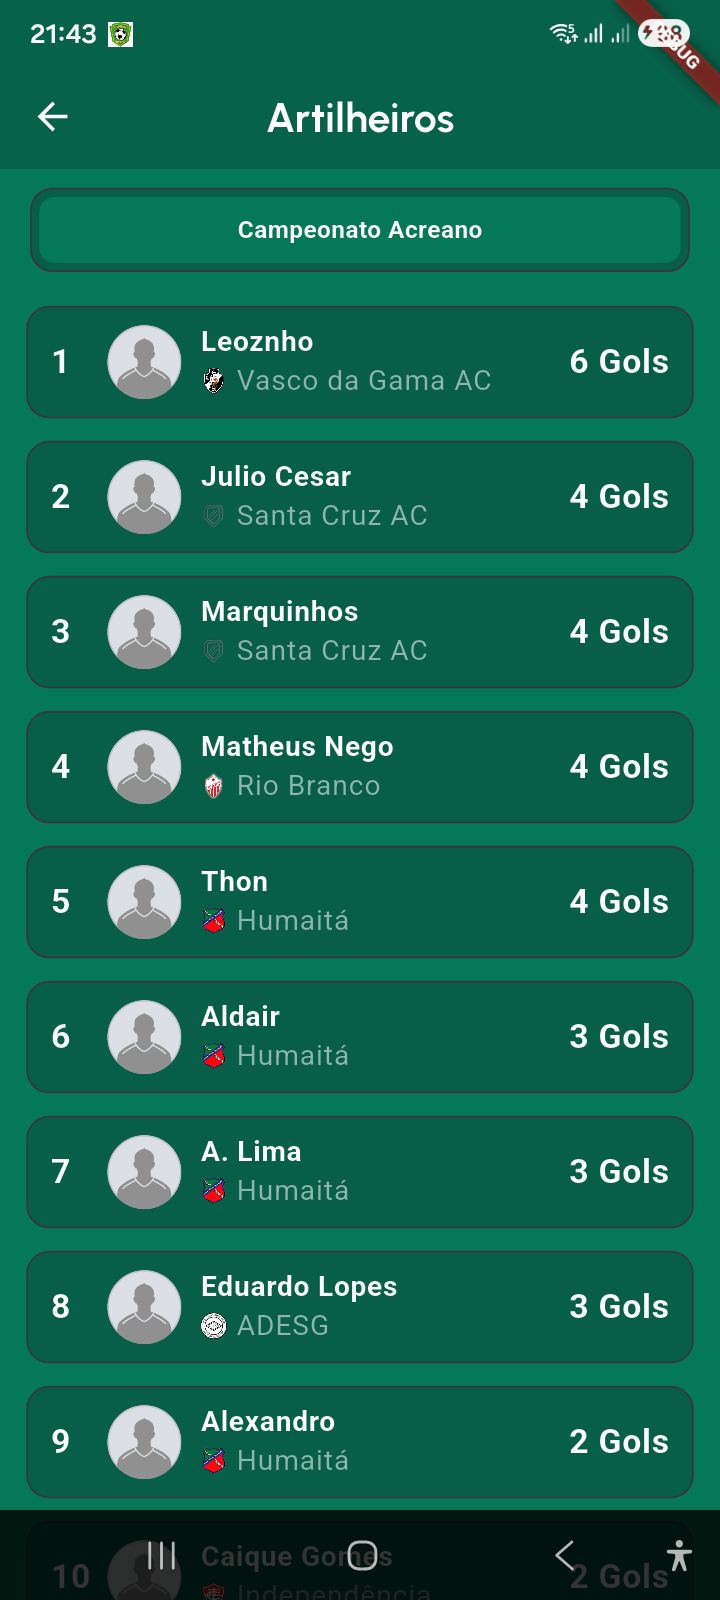 21:43
Artilheiros
Campeonato Acreano
1
Leoznho
Vasco da Gama AC
6 Gols
2
Julio Cesar
Santa Cruz AC
4 Gols
3
Marquinhos
Santa Cruz AC
4 Gols
4
Matheus Nego
Rio Branco
4 Gols
5
Thon
Humaitá
4 Gols
6
Aldair
Humaitá
3 Gols
7
A. Lima
Humaitá
3 Gols
8
Eduardo Lopes
ADESG
3 Gols
9
Alexandro
Humaitá
2 Gols
10
Caique Gomes
Independência
2 Gols